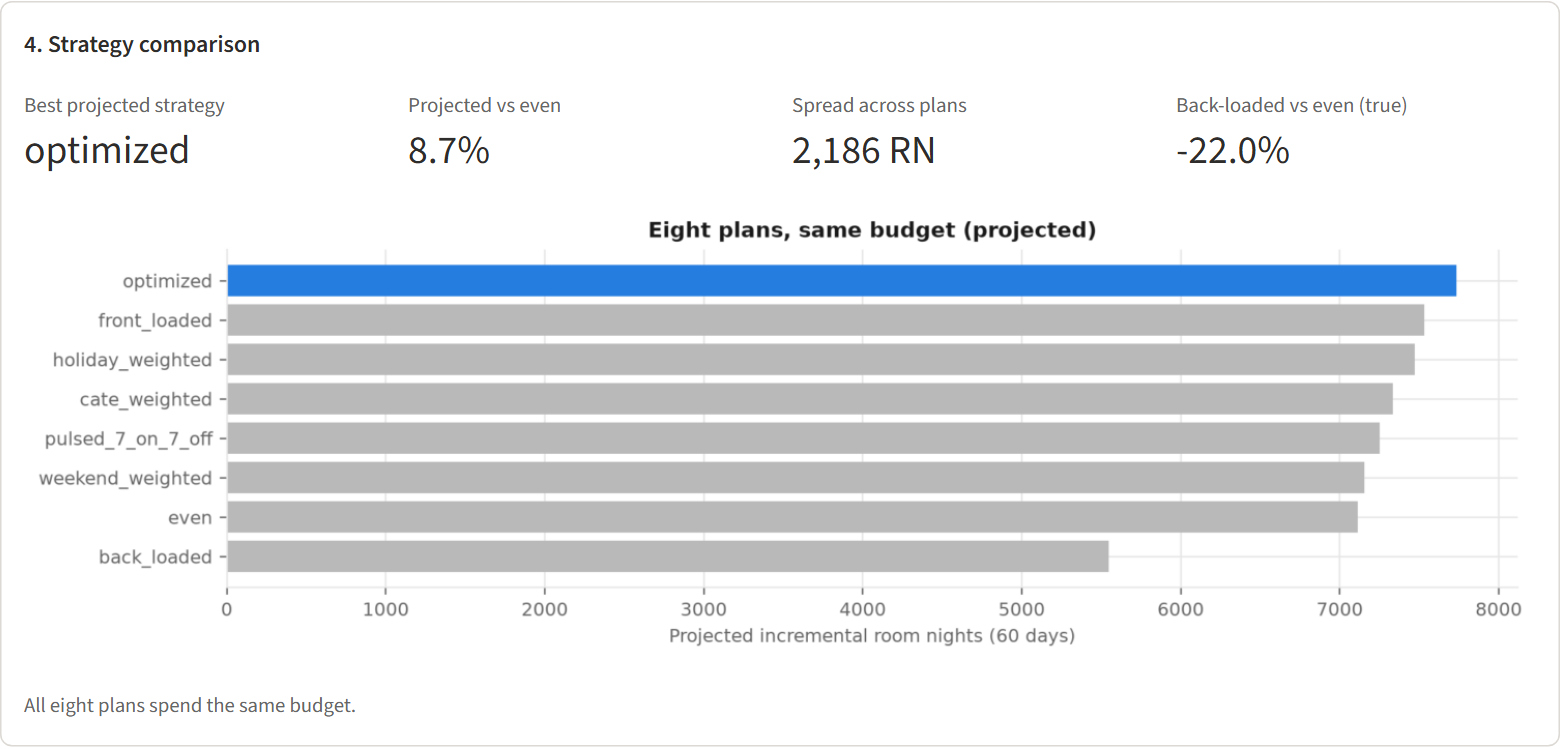 4. Strategy comparison
Best projected strategy
optimized
Projected vs even
8.7%
Spread across plans
2,186 RN
Back-loaded vs even (true)
-22.0%
Eight plans, same budget (projected)
optimized
front_loaded
holiday_weighted
cate_weighted
pulsed_7_on_7_off
weekend_weighted
even
back_loaded
0 1000 2000 3000 4000 5000 6000 7000 8000
Projected incremental room nights (60 days)
All eight plans spend the same budget.